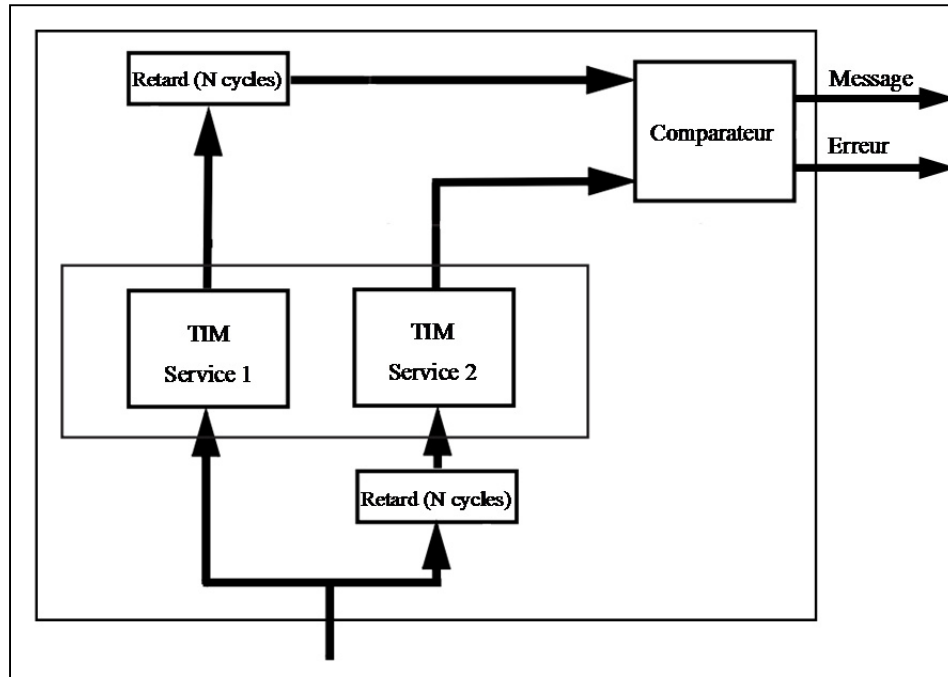 Retard (N cycles)
Message
Comparateur
Erreur
TIM
Service 1
TIM
Service 2
Retard (N cycles)